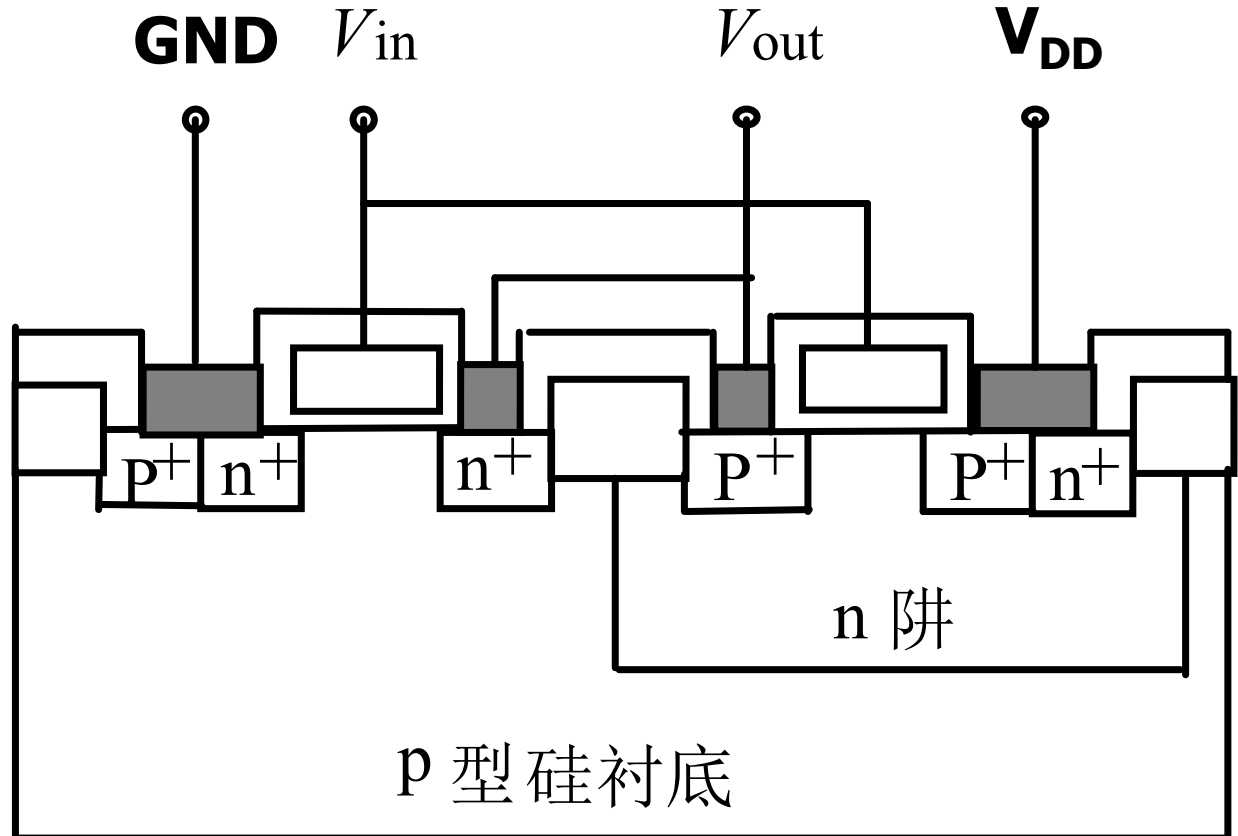 GND Vin Vout VDD
P+ n+ n+ P+ P+ n+
n 阱
p 型硅衬底